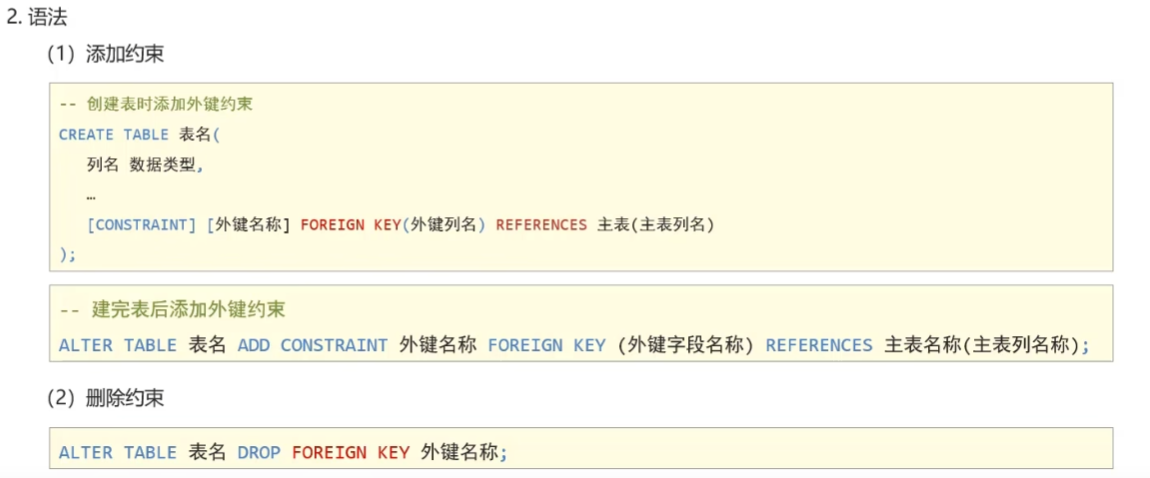 2. 语法
（1）添加约束
-- 创建表时添加外键约束
CREATE TABLE 表名(
列名 数据类型,
…
[CONSTRAINT] [外键名称] FOREIGN KEY(外键列名) REFERENCES 主表(主表列名)
);
-- 建完表后添加外键约束
ALTER TABLE 表名 ADD CONSTRAINT 外键名称 FOREIGN KEY (外键字段名称) REFERENCES 主表名称(主表列名称);
（2）删除约束
ALTER TABLE 表名 DROP FOREIGN KEY 外键名称;